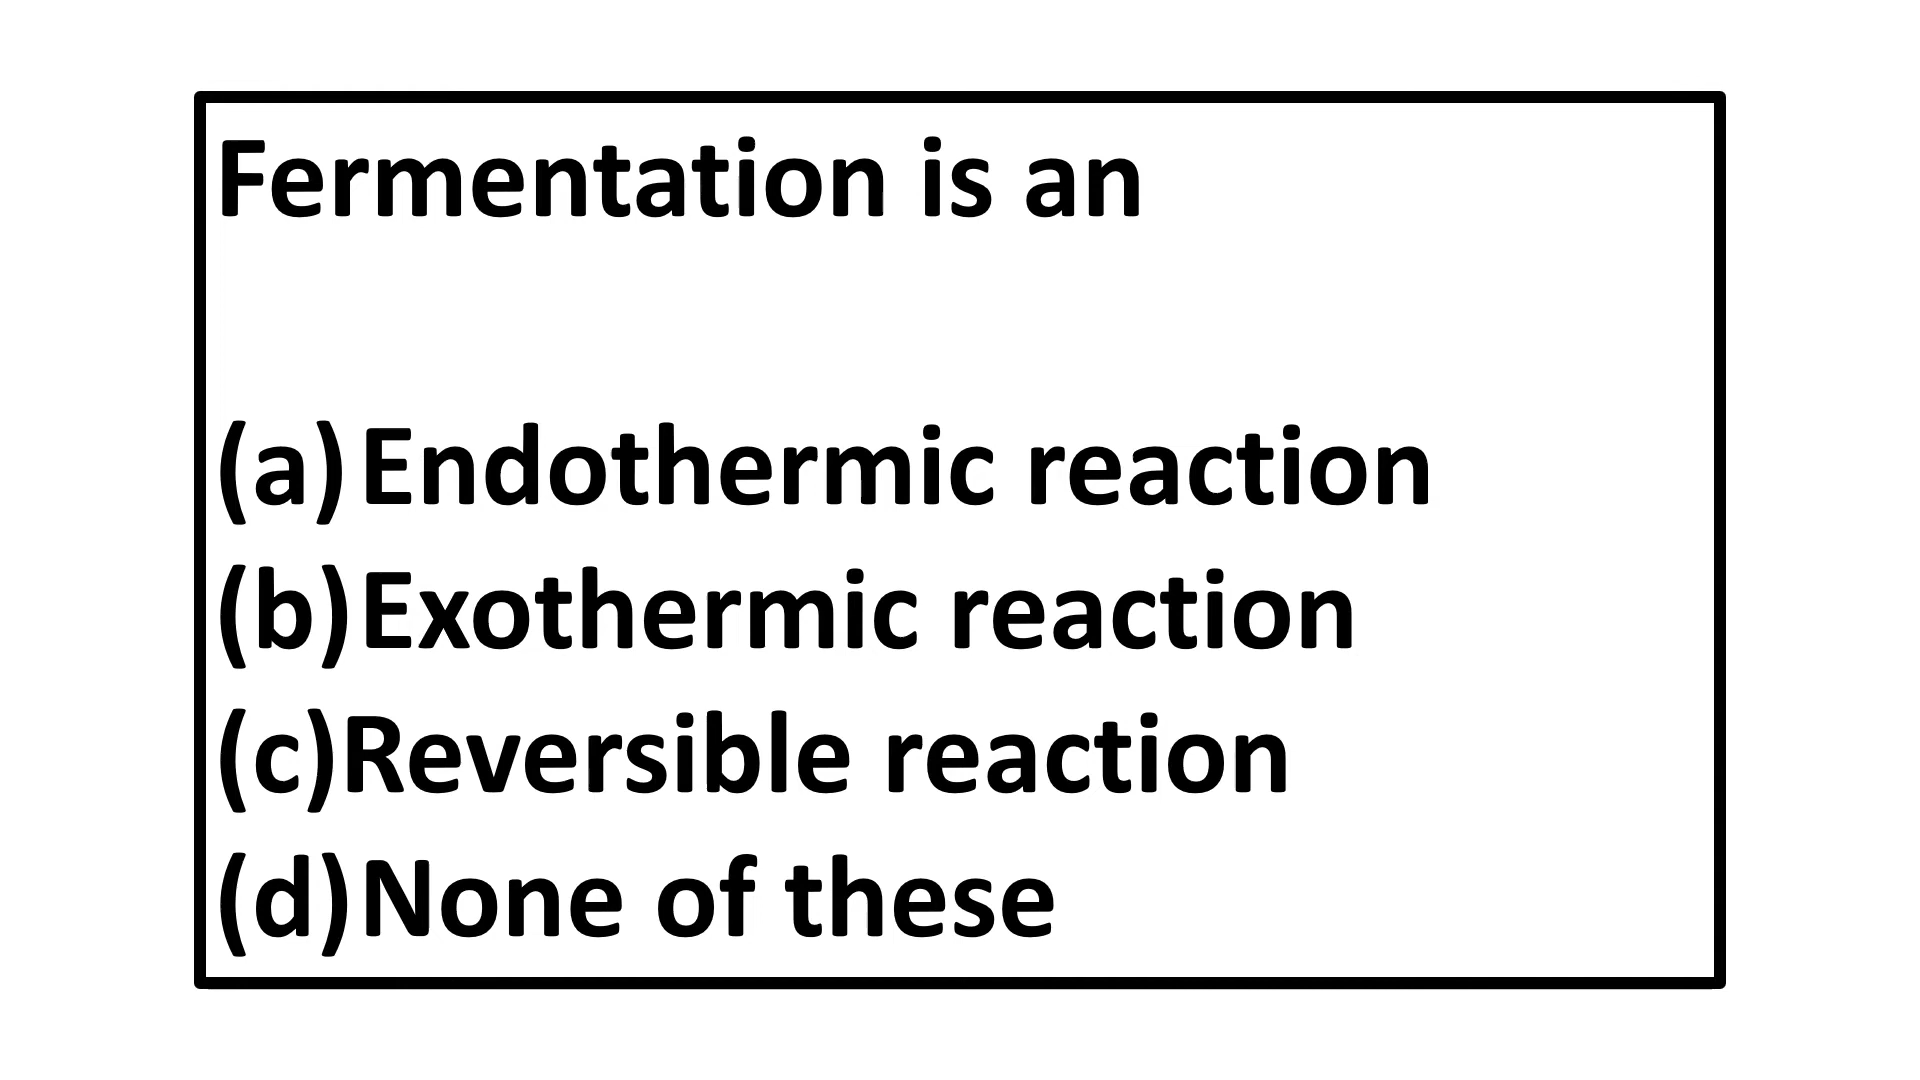 Fermentation is an
(a) Endothermic reaction
(b) Exothermic reaction
(c) Reversible reaction
(d) None of these